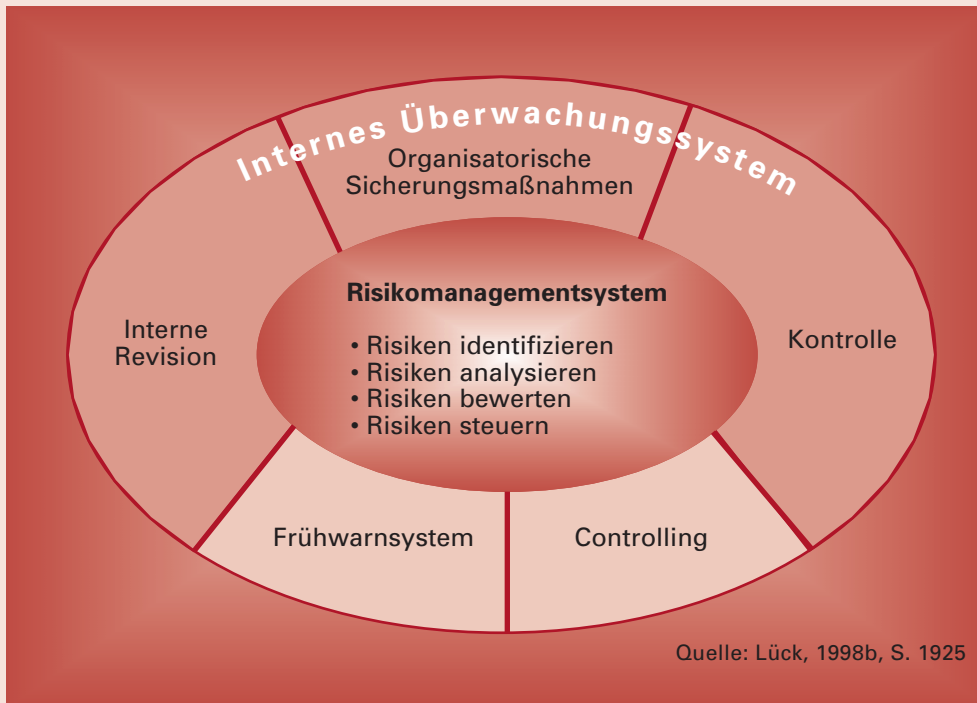 Internes Überwachungssystem
Organisatorische
Sicherungsmaßnahmen
Interne
Revision
Risikomanagementsystem
• Risiken identifizieren
• Risiken analysieren
• Risiken bewerten
• Risiken steuern
Kontrolle
Frühwarnsystem
Controlling
Quelle: Lück, 1998b, S. 1925